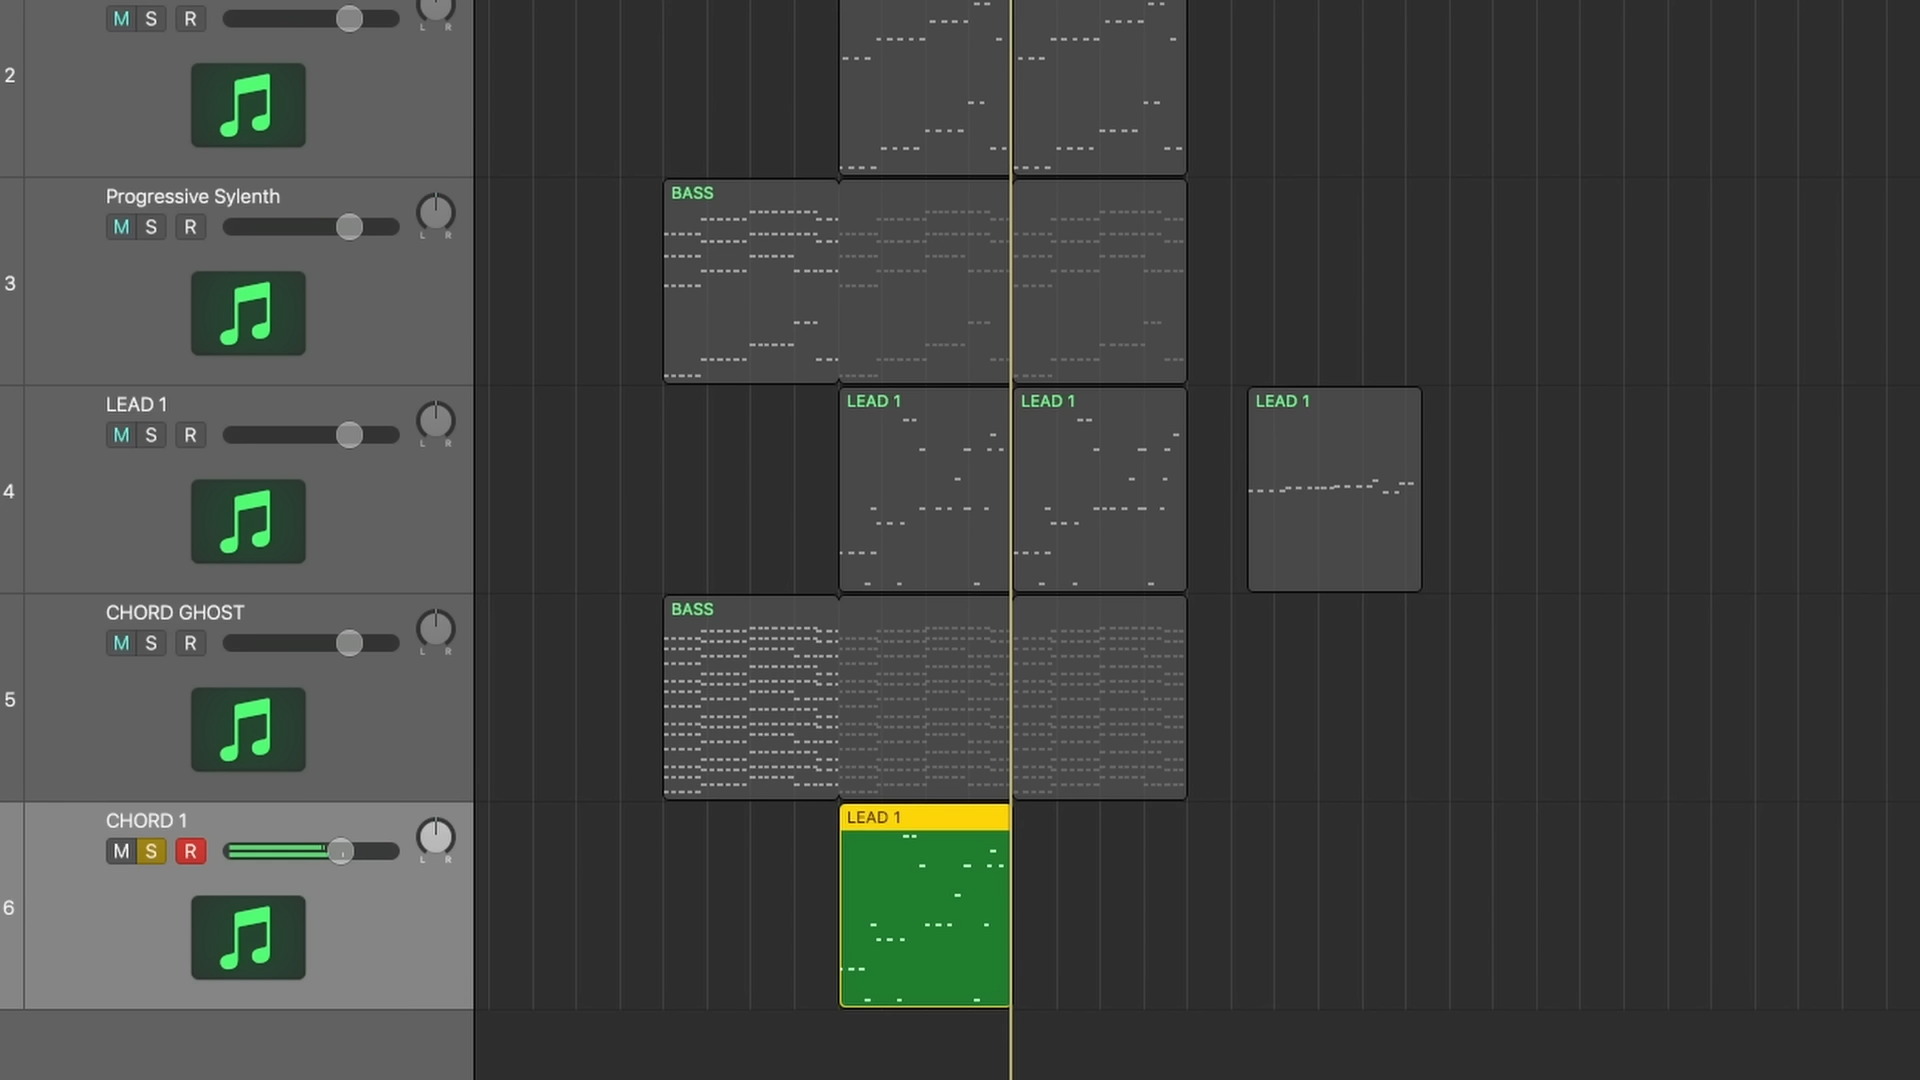 M S R
L R
2
Progressive Sylenth
M S R
L R
3
BASS
LEAD 1
M S R
L R
4
LEAD 1
LEAD 1
LEAD 1
CHORD GHOST
M S R
L R
5
BASS
CHORD 1
M S R
L R
6
LEAD 1